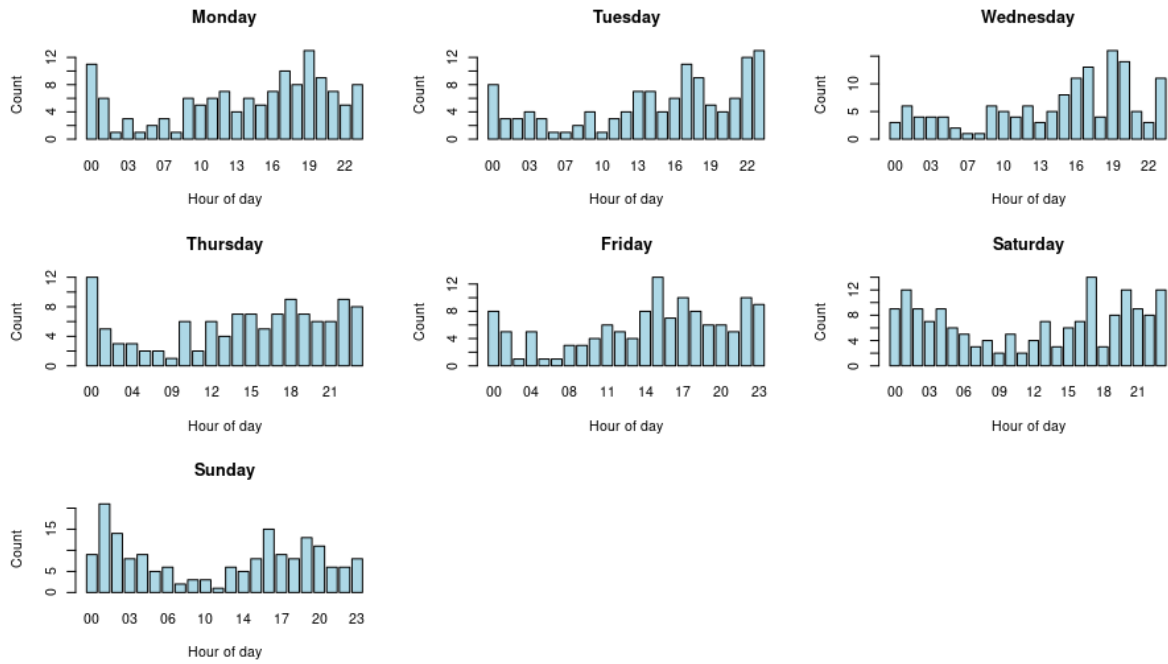 Monday
Count
0 4 8 12
00 03 07 10 13 16 19 22
Hour of day
Tuesday
Count
0 4 8 12
00 03 07 10 13 16 19 22
Hour of day
Wednesday
Count
0 5 10
00 03 07 10 13 16 19 22
Hour of day
Thursday
Count
0 4 8 12
00 04 09 12 15 18 21
Hour of day
Friday
Count
0 4 8 12
00 04 08 11 14 17 20 23
Hour of day
Saturday
Count
0 4 8 12
00 03 06 09 12 15 18 21
Hour of day
Sunday
Count
0 5 15
00 03 06 10 14 17 20 23
Hour of day